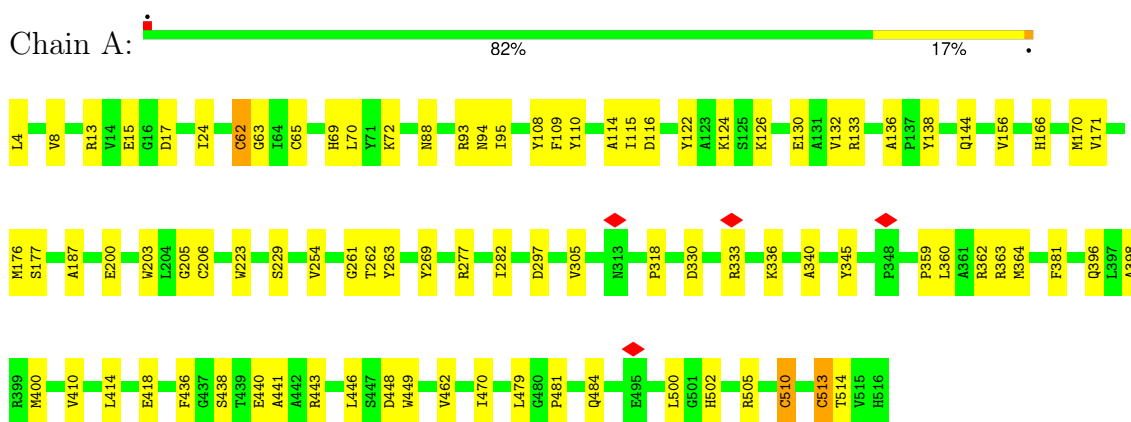 Chain A:
82% 17%
L4 V8 R13 V14 E15 G16 D17 I24 C62 G63 I64 C65 H69 L70 Y71 K72 N88 R93 N94 I95 Y108 F109 Y110 A114 I115 D116 Y122 A123 K124 S125 K126 E130 A131 V132 R133 A136 P137 Y138 Q144 V156 H166 M170 V171
M176 S177 A187 E200 W203 L204 G205 C206 W223 S229 V254 G261 T262 Y263 Y269 R277 I282 D297 V305 N313 P318 D330 R333 K336 A340 Y345 P348 P359 L360 A361 R362 R363 M364 F381 Q396 L397 A398
R399 M400 V410 L414 E418 F436 G437 S438 T439 E440 A441 A442 R443 L446 S447 D448 W449 V462 I470 L479 G480 P481 Q484 E495 L500 G501 H502 R505 C510 C513 T514 V515 H516